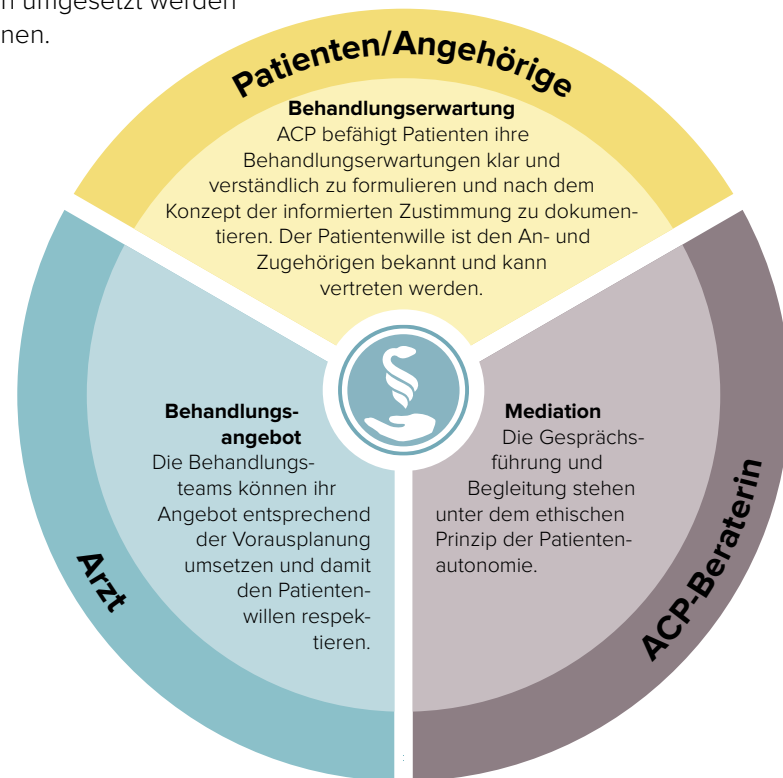 n umgesetzt werden
nen.
Patienten/Angehörige
Behandlungserwartung
ACP befähigt Patienten ihre
Behandlungserwartungen klar und
verständlich zu formulieren und nach dem
Konzept der informierten Zustimmung zu dokumen-
tieren. Der Patientenwille ist den An- und
Zugehörigen bekannt und kann
vertreten werden.
Behandlungs-
angebot
Die Behandlungs-
teams können ihr
Angebot entsprechend
der Vorausplanung
umsetzen und damit
den Patienten-
willen respek-
tieren.
Arzt
Mediation
Die Gesprächs-
führung und
Begleitung stehen
unter dem ethischen
Prinzip der Patienten-
autonomie.
ACP-Beraterin